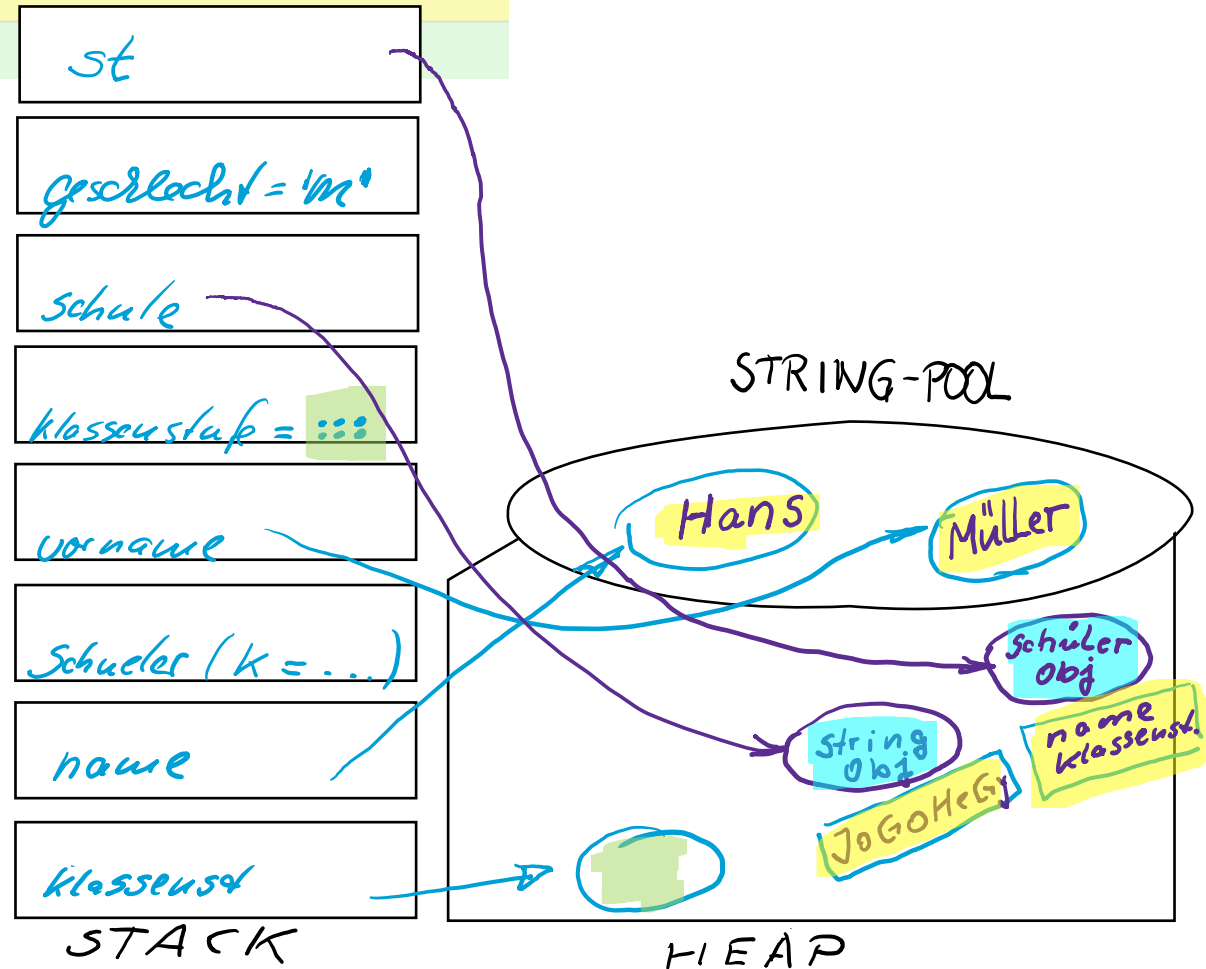 st
geschlecht = 'm'
schule
klassenstufe =
vorname
Schueler (K = ...)
name
klassenst
STACK
STRING-POOL
Hans
Müller
schüler
obj
string
obj
name
klassenst.
JoGoHeGy
HEAP